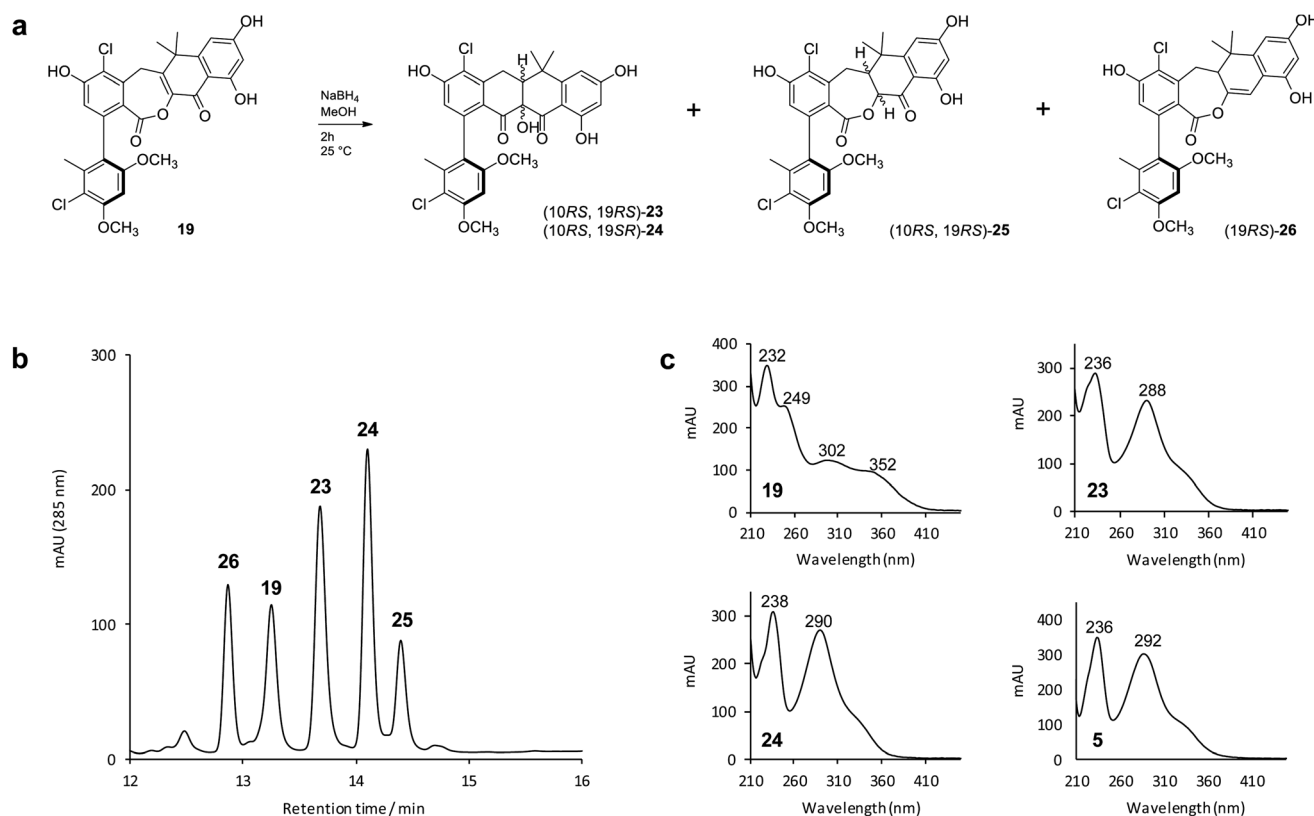 a
OH
Cl
HO
OH
O
O
O
OCH3
Cl
OCH3
19
NaBH4
MeOH
2h
25 °C
Cl
H
HO
OH
O
OH
O
OH
OCH3
Cl
OCH3
(10RS, 19RS)-23
(10RS, 19SR)-24
+
OH
Cl
H
HO
OH
O
O
H
O
OCH3
Cl
OCH3
(10RS, 19RS)-25
+
OH
Cl
HO
OH
O
O
OCH3
Cl
OCH3
(19RS)-26
b
300
200
100
0
mAU (285 nm)
26
19
23
24
25
12
13
14
15
16
Retention time / min
c
400
300
200
100
0
mAU
232
249
302
352
19
210
260
310
360
410
Wavelength (nm)
300
200
100
0
mAU
236
288
23
210
260
310
360
410
Wavelength (nm)
300
200
100
0
mAU
238
290
24
210
260
310
360
410
Wavelength (nm)
400
300
200
100
0
mAU
236
292
5
210
260
310
360
410
Wavelength (nm)